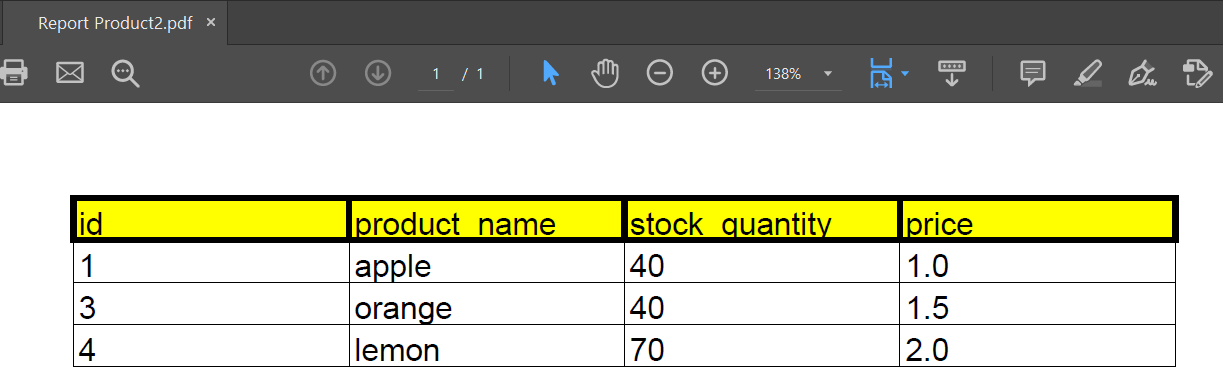 Report Product2.pdf ×
1 / 1 138%
id product_name stock_quantity price
1 apple 40 1.0
3 orange 40 1.5
4 lemon 70 2.0